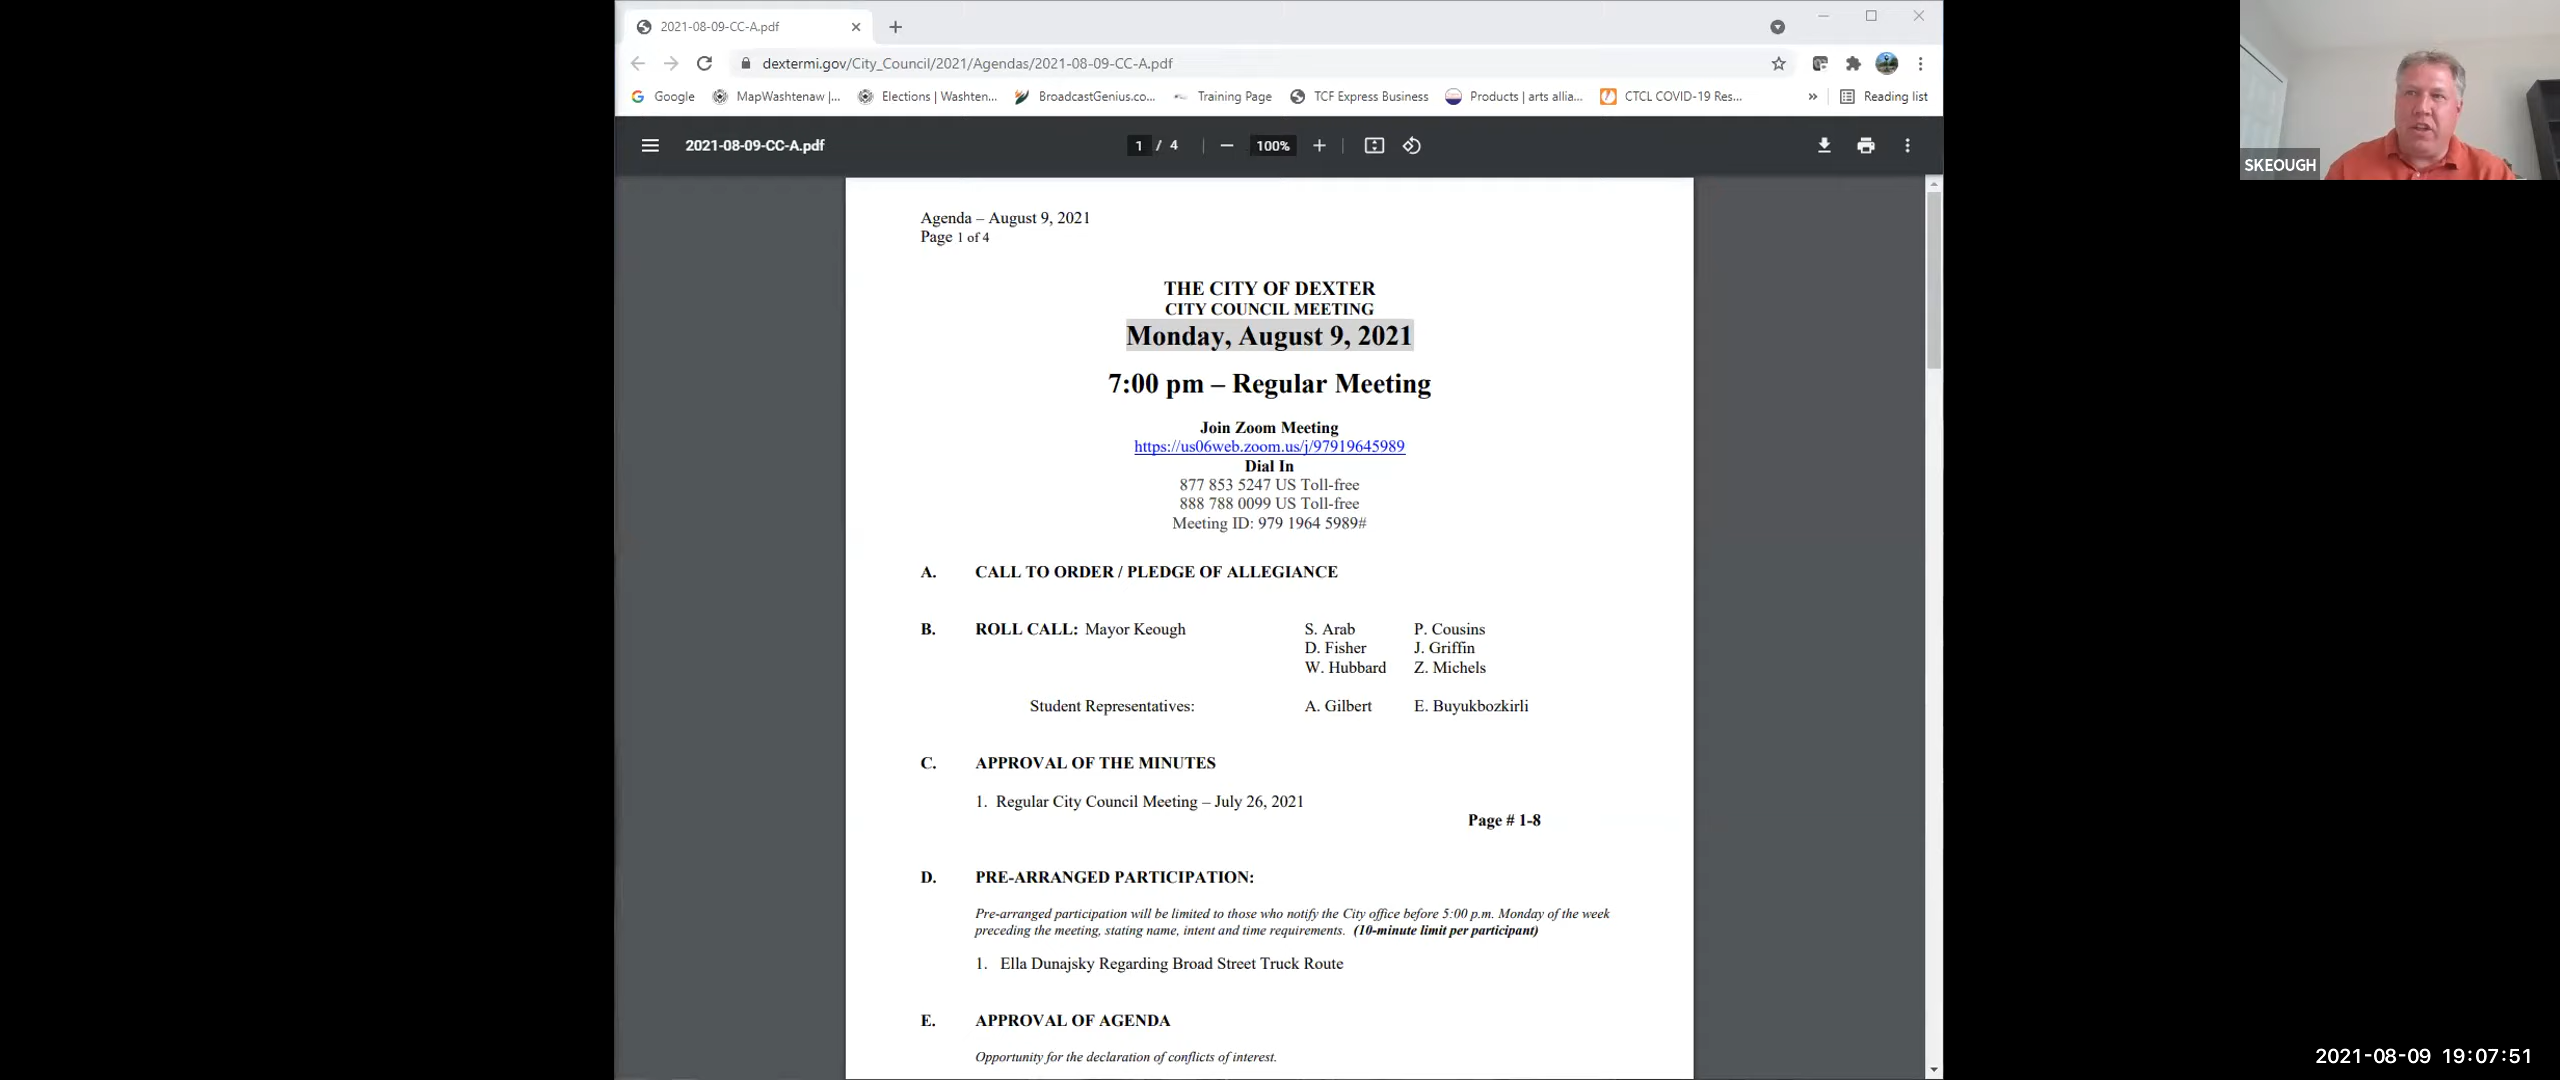 2021-08-09-CC-A.pdf
dextermi.gov/City_Council/2021/Agendas/2021-08-09-CC-A.pdf
Google MapWashtenaw |... Elections | Washten... BroadcastGenius.co... Training Page TCF Express Business Products | arts allia... CTCL COVID-19 Res... » Reading list
2021-08-09-CC-A.pdf 1 / 4 100%
SKEOUGH
Agenda – August 9, 2021
Page 1 of 4
THE CITY OF DEXTER
CITY COUNCIL MEETING
Monday, August 9, 2021
7:00 pm – Regular Meeting
Join Zoom Meeting
https://us06web.zoom.us/j/97919645989
Dial In
877 853 5247 US Toll-free
888 788 0099 US Toll-free
Meeting ID: 979 1964 5989#
A. CALL TO ORDER / PLEDGE OF ALLEGIANCE
B. ROLL CALL: Mayor Keough S. Arab P. Cousins
D. Fisher J. Griffin
W. Hubbard Z. Michels
Student Representatives: A. Gilbert E. Buyukbozkirli
C. APPROVAL OF THE MINUTES
1. Regular City Council Meeting – July 26, 2021
Page # 1-8
D. PRE-ARRANGED PARTICIPATION:
Pre-arranged participation will be limited to those who notify the City office before 5:00 p.m. Monday of the week
preceding the meeting, stating name, intent and time requirements. (10-minute limit per participant)
1. Ella Dunajsky Regarding Broad Street Truck Route
E. APPROVAL OF AGENDA
Opportunity for the declaration of conflicts of interest.
2021-08-09 19:07:51